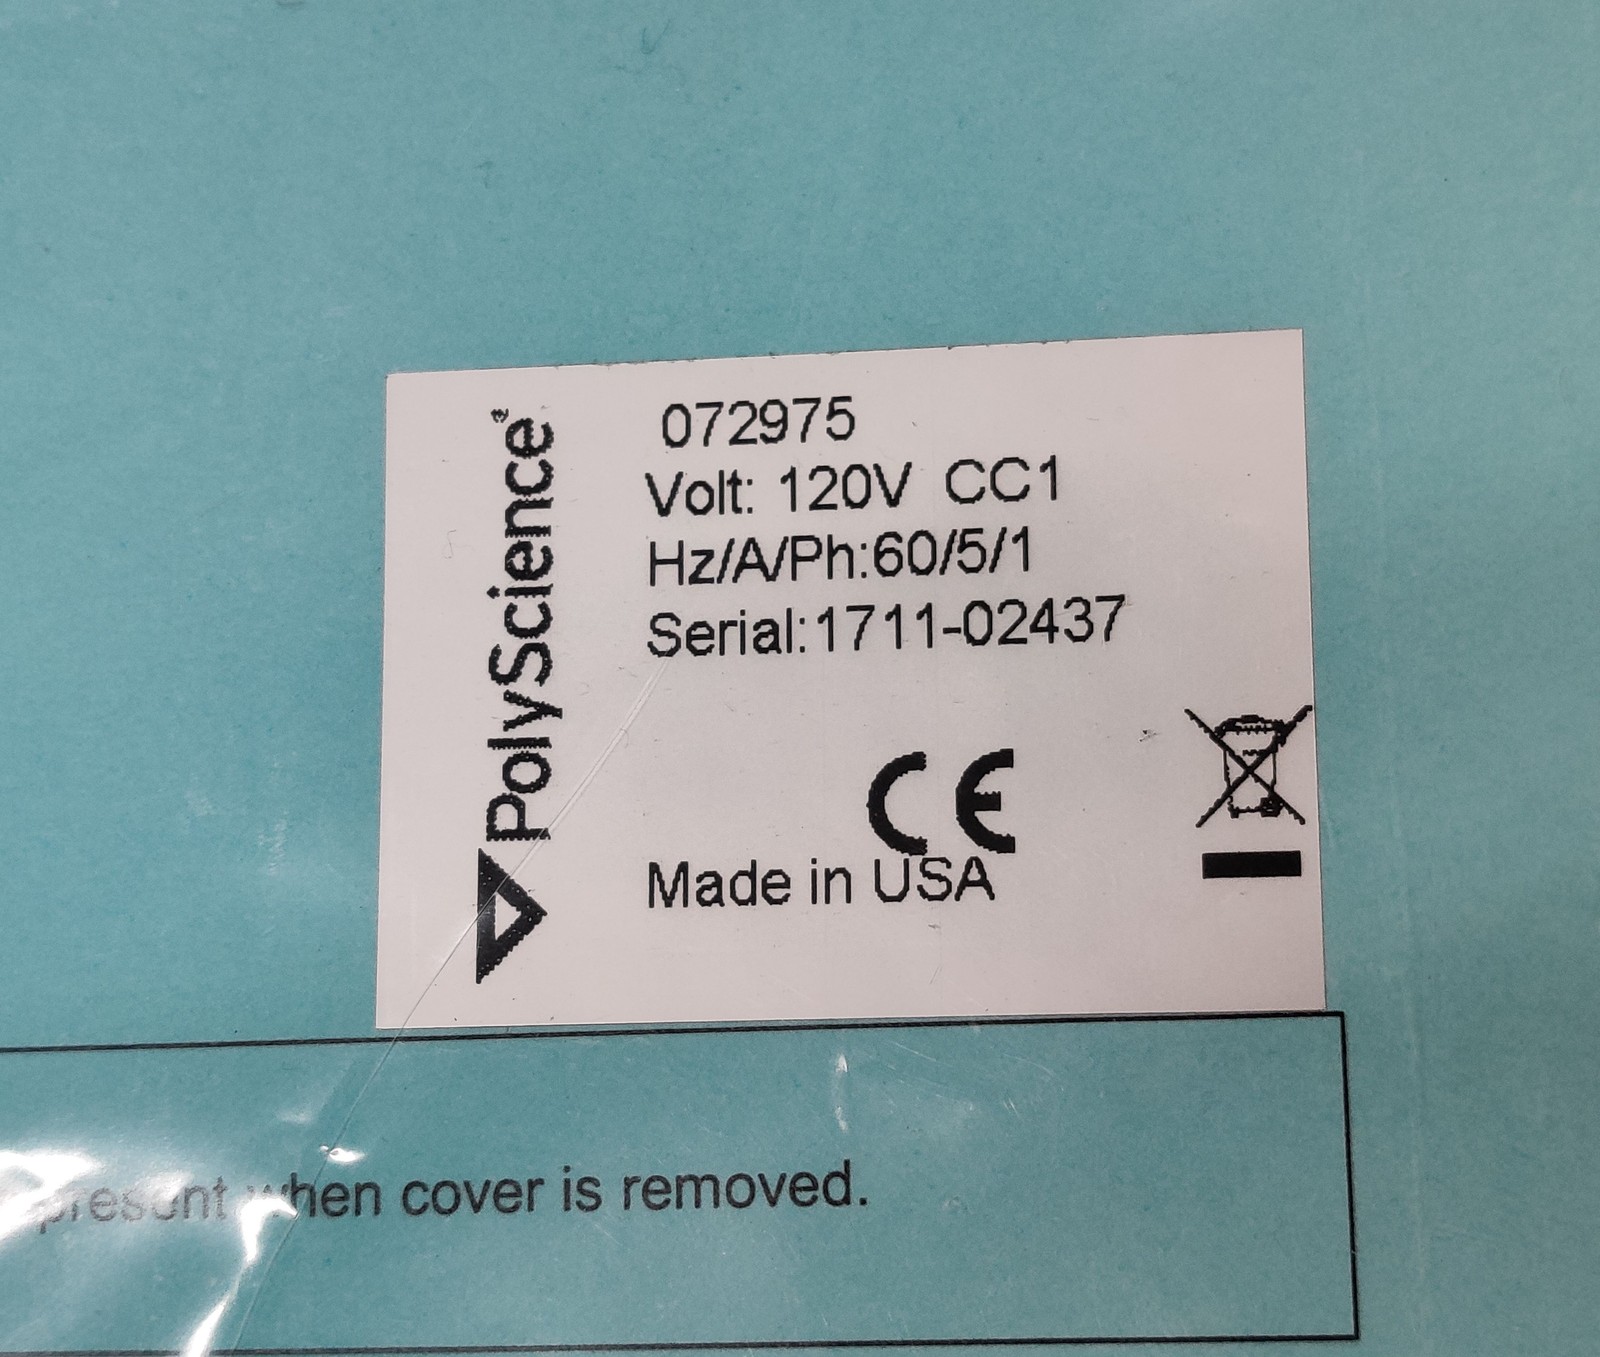 PolyScience®
072975
Volt: 120V CC1
Hz/A/Ph:60/5/1
Serial:1711-02437
CE
Made in USA
present when cover is removed.